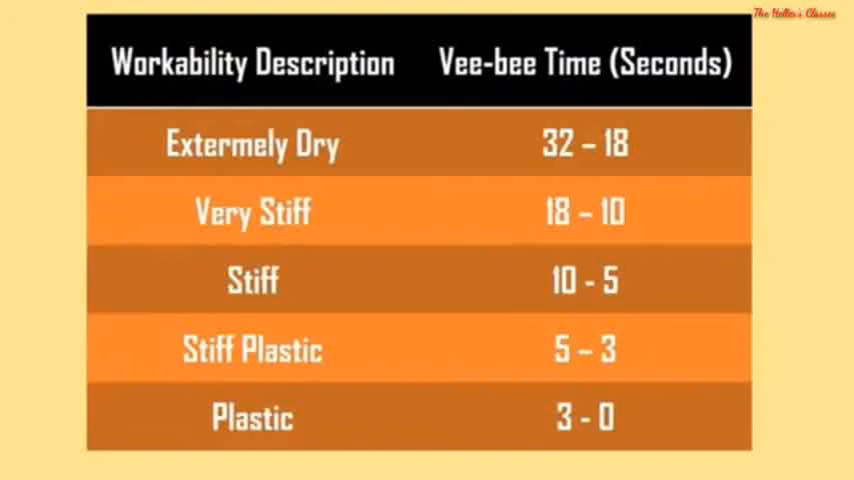 The Heller's Classes
Workability Description Vee-bee Time (Seconds)
Extermely Dry 32 – 18
Very Stiff 18 – 10
Stiff 10 - 5
Stiff Plastic 5 – 3
Plastic 3 - 0